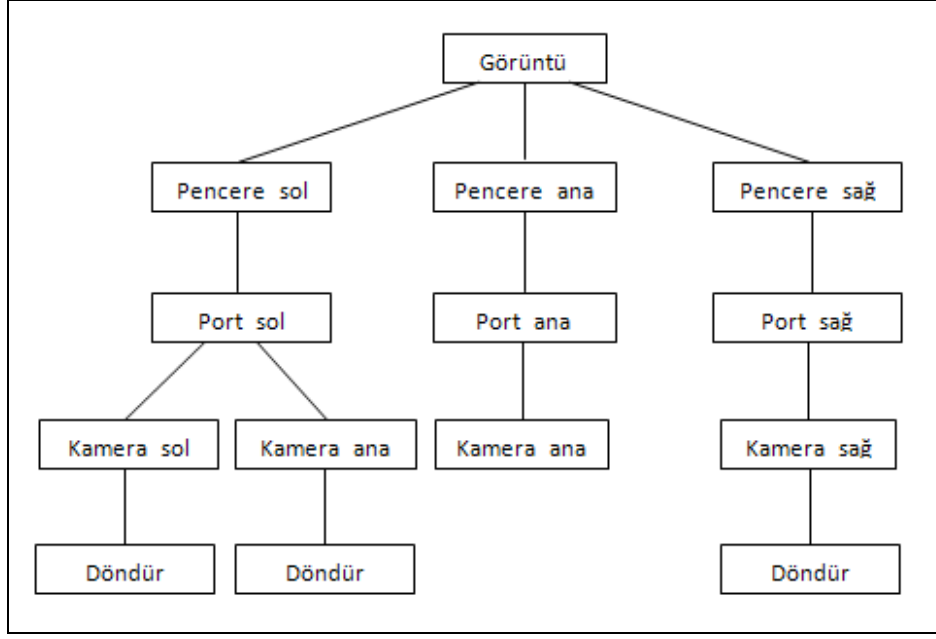 Görüntü
Pencere sol
Pencere ana
Pencere sağ
Port sol
Port ana
Port sağ
Kamera sol
Kamera ana
Kamera ana
Kamera sağ
Döndür
Döndür
Döndür